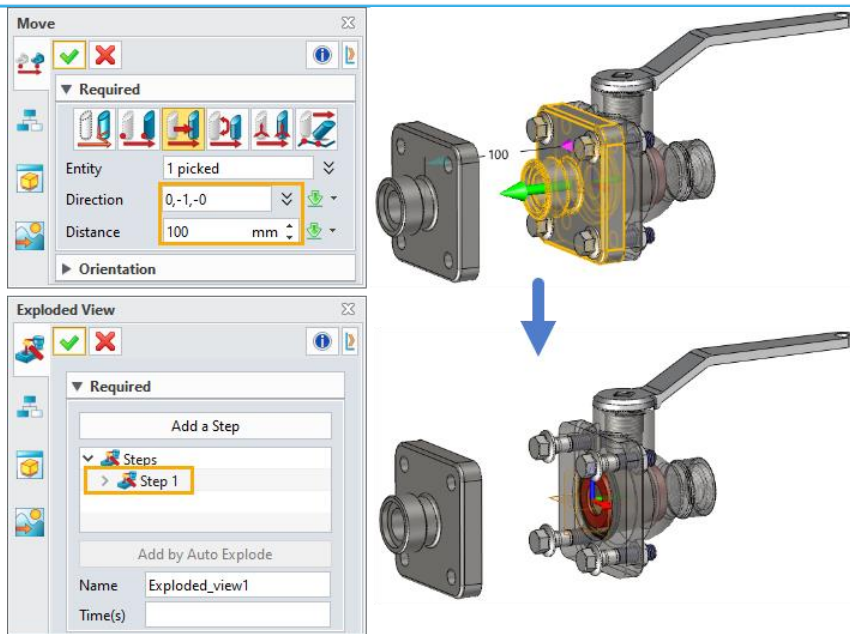 Move
Required
Entity 1 picked
Direction 0,-1,-0
Distance 100 mm
Orientation
100
Exploded View
Required
Add a Step
Steps
Step 1
Add by Auto Explode
Name Exploded_view1
Time(s)